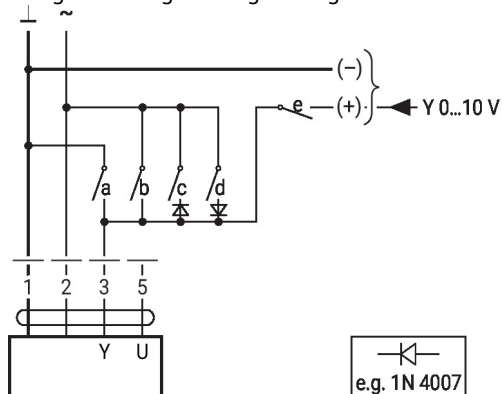 ⊥ ~
(–)
e (+) Y 0...10 V
a b c d
1 2 3 5
Y U
e.g. 1N 4007